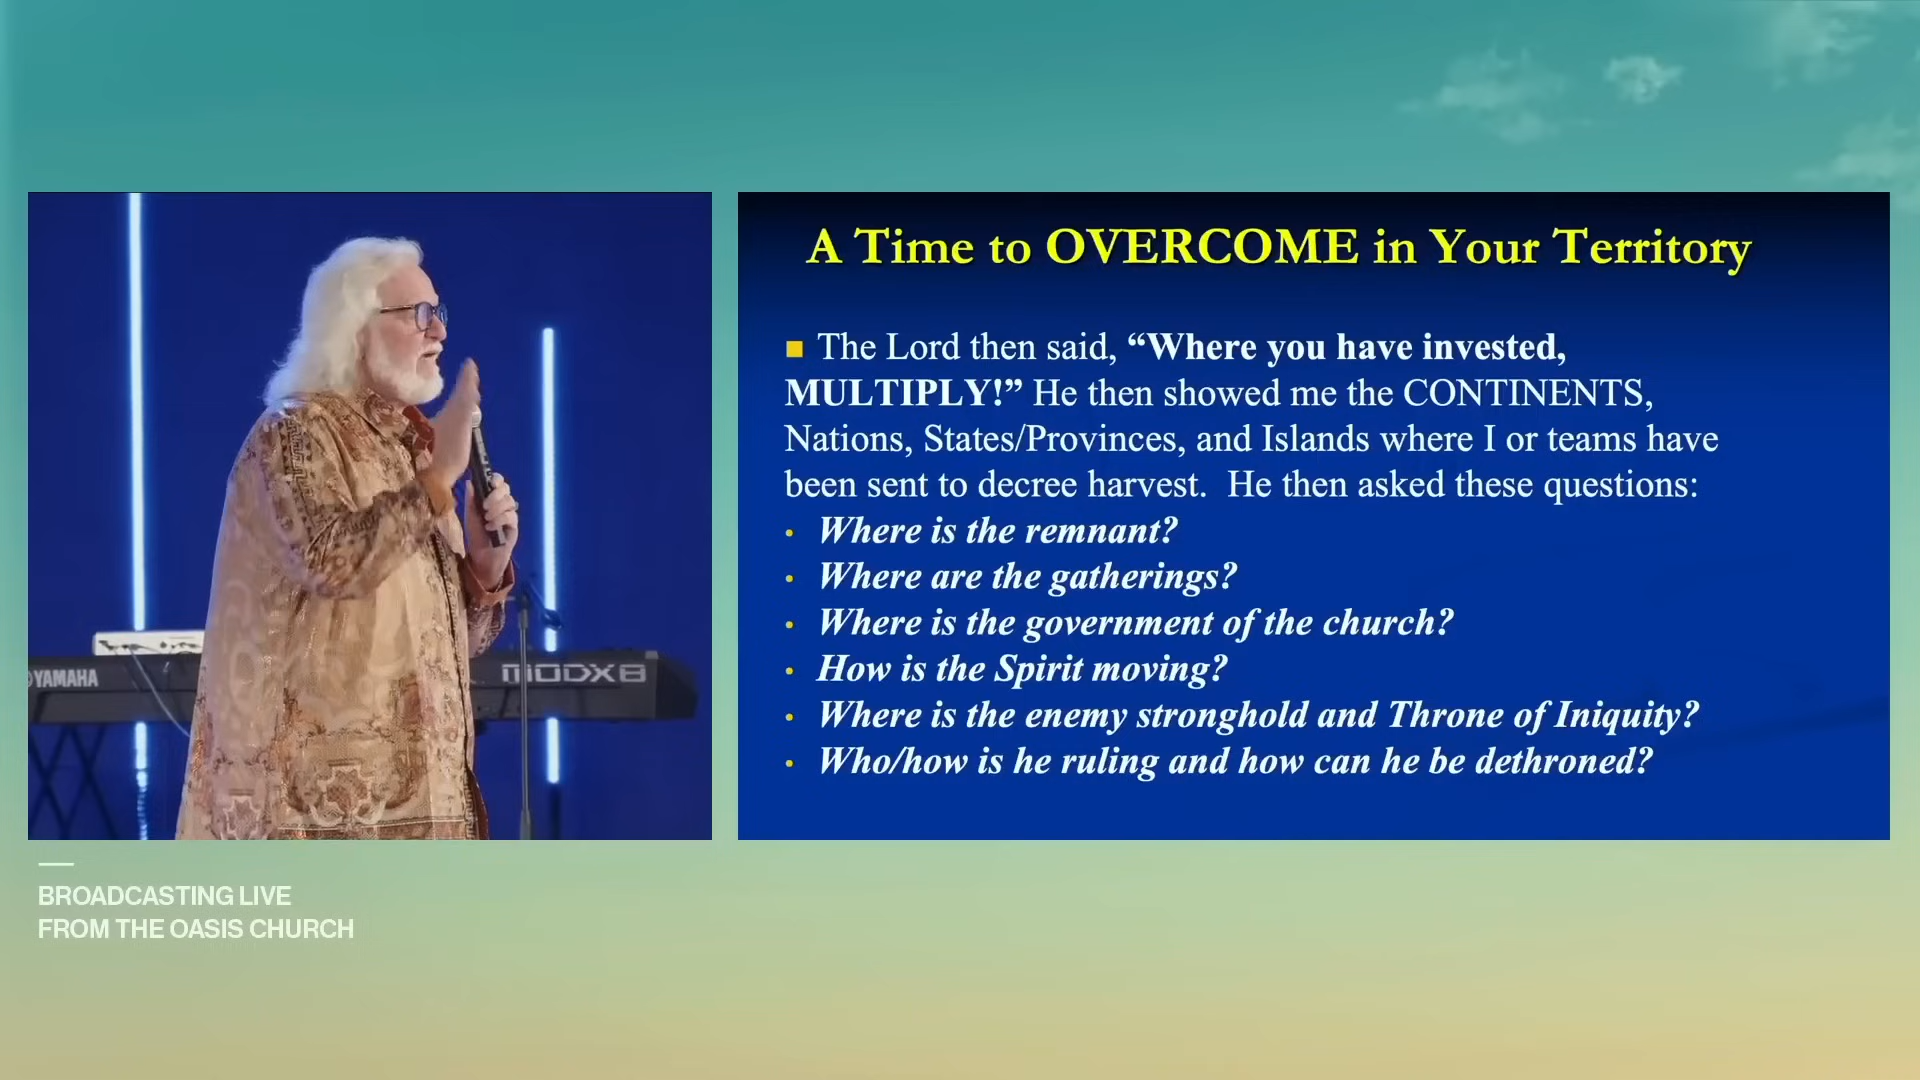 A Time to OVERCOME in Your Territory
The Lord then said, “Where you have invested,
MULTIPLY!” He then showed me the CONTINENTS,
Nations, States/Provinces, and Islands where I or teams have
been sent to decree harvest. He then asked these questions:
• Where is the remnant?
• Where are the gatherings?
• Where is the government of the church?
• How is the Spirit moving?
• Where is the enemy stronghold and Throne of Iniquity?
• Who/how is he ruling and how can he be dethroned?
YAMAHA
MODX8
BROADCASTING LIVE
FROM THE OASIS CHURCH